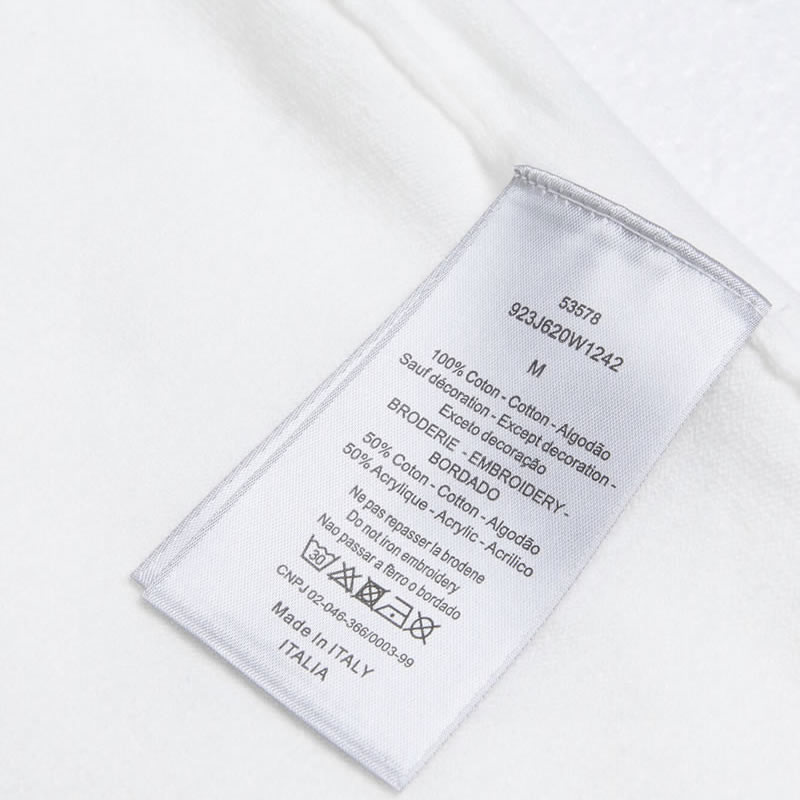 53578
923J620W1242
M
100% Coton - Cotton - Algodão
Sauf décoration - Except decoration -
Exceto decoração
BRODERIE - EMBROIDERY -
BORDADO
50% Coton - Cotton - Algodão
50% Acrylique - Acrylic - Acrilico
Ne pas repasser la brodene
Do not iron embroidery
Nao passar a ferro o bordado
30
CNPJ 02-046-366/0003-99
Made In ITALY
ITALIA